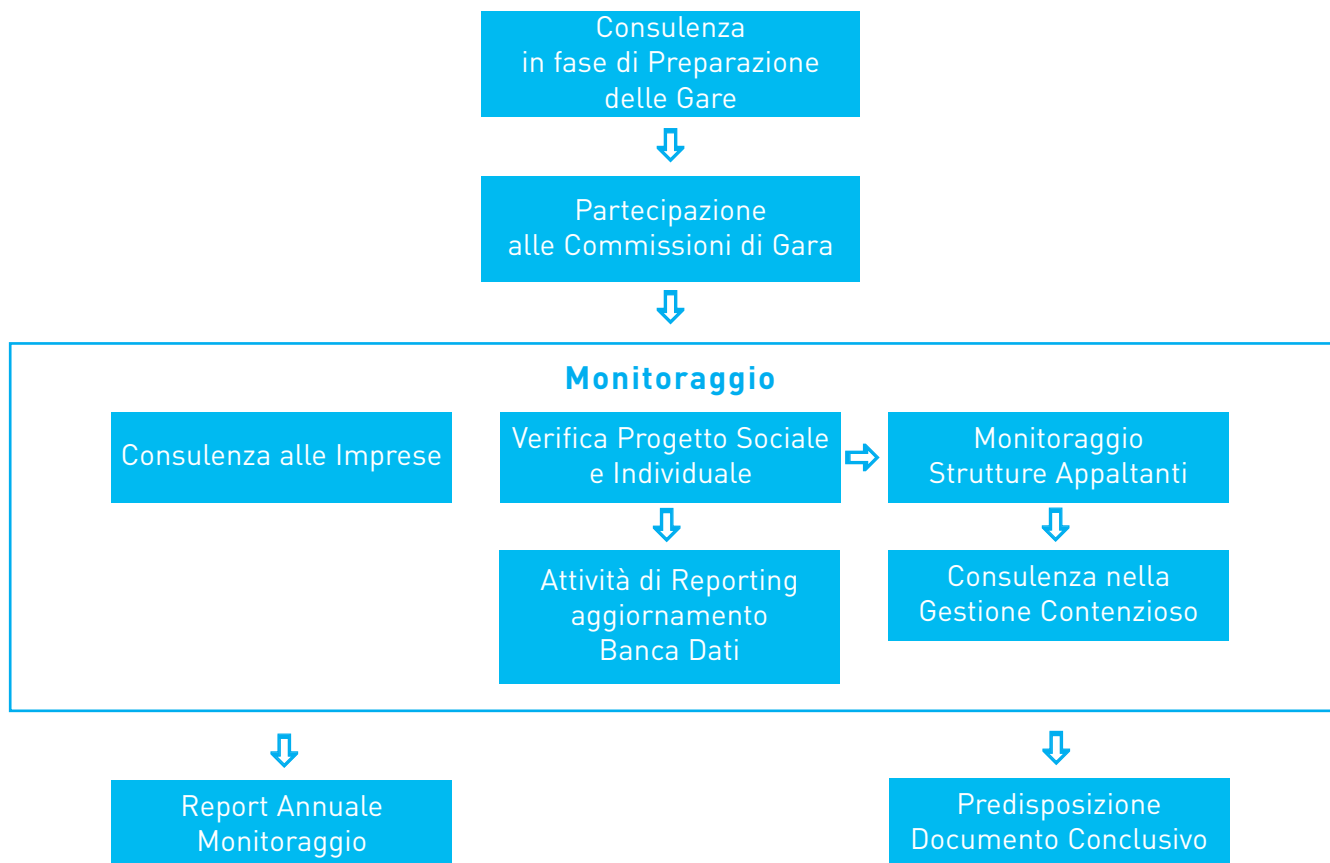 Consulenza
in fase di Preparazione
delle Gare
Partecipazione
alle Commissioni di Gara
Monitoraggio
Consulenza alle Imprese
Verifica Progetto Sociale
e Individuale
Monitoraggio
Strutture Appaltanti
Attività di Reporting
aggiornamento
Banca Dati
Consulenza nella
Gestione Contenzioso
Report Annuale
Monitoraggio
Predisposizione
Documento Conclusivo